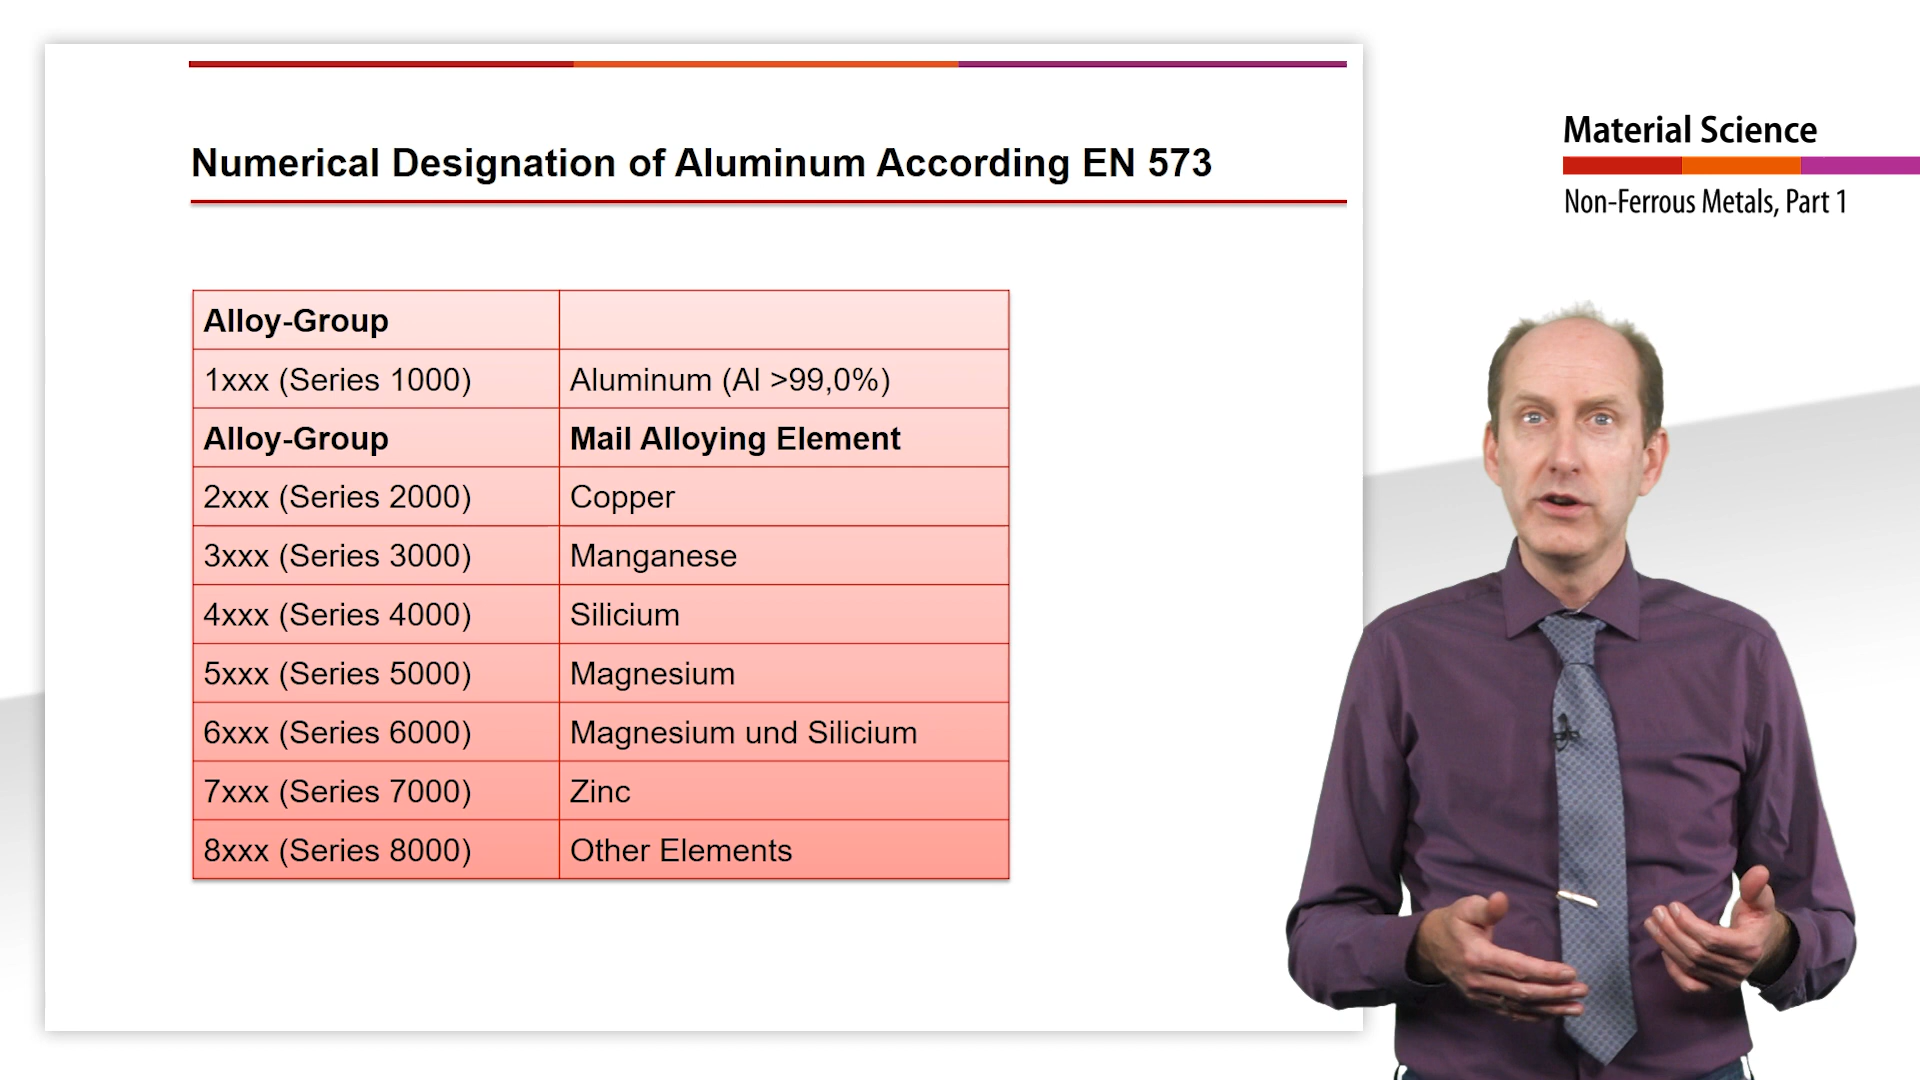 Numerical Designation of Aluminum According EN 573
Alloy-Group
1xxx (Series 1000) Aluminum (Al >99,0%)
Alloy-Group Mail Alloying Element
2xxx (Series 2000) Copper
3xxx (Series 3000) Manganese
4xxx (Series 4000) Silicium
5xxx (Series 5000) Magnesium
6xxx (Series 6000) Magnesium und Silicium
7xxx (Series 7000) Zinc
8xxx (Series 8000) Other Elements
Material Science
Non-Ferrous Metals, Part 1